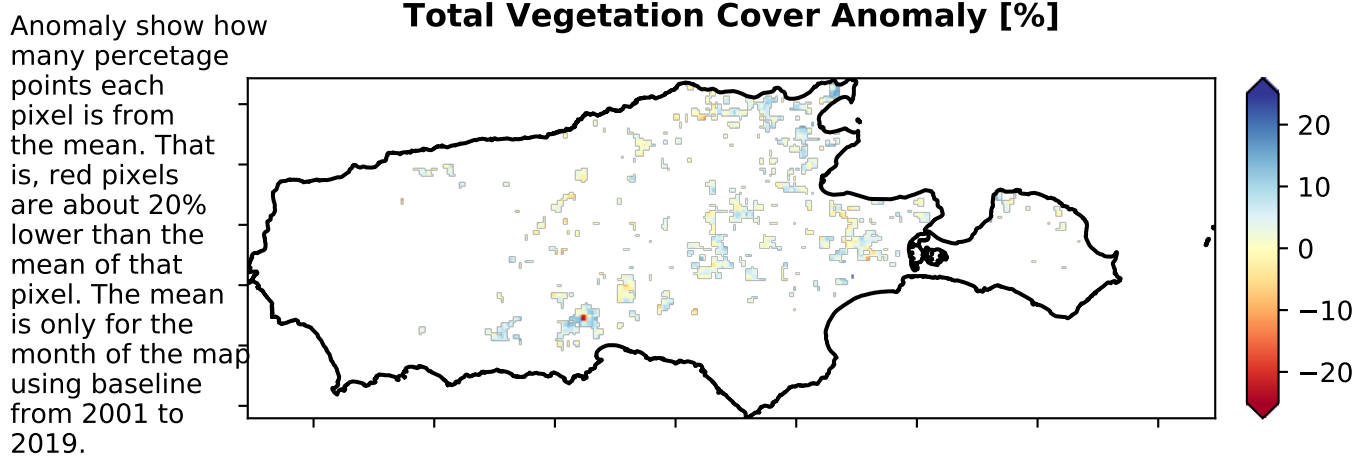 Total Vegetation Cover Anomaly [%]
Anomaly show how
many percetage
points each
pixel is from
the mean. That
is, red pixels
are about 20%
lower than the
mean of that
pixel. The mean
is only for the
month of the map
using baseline
from 2001 to
2019.
20
10
0
−10
−20